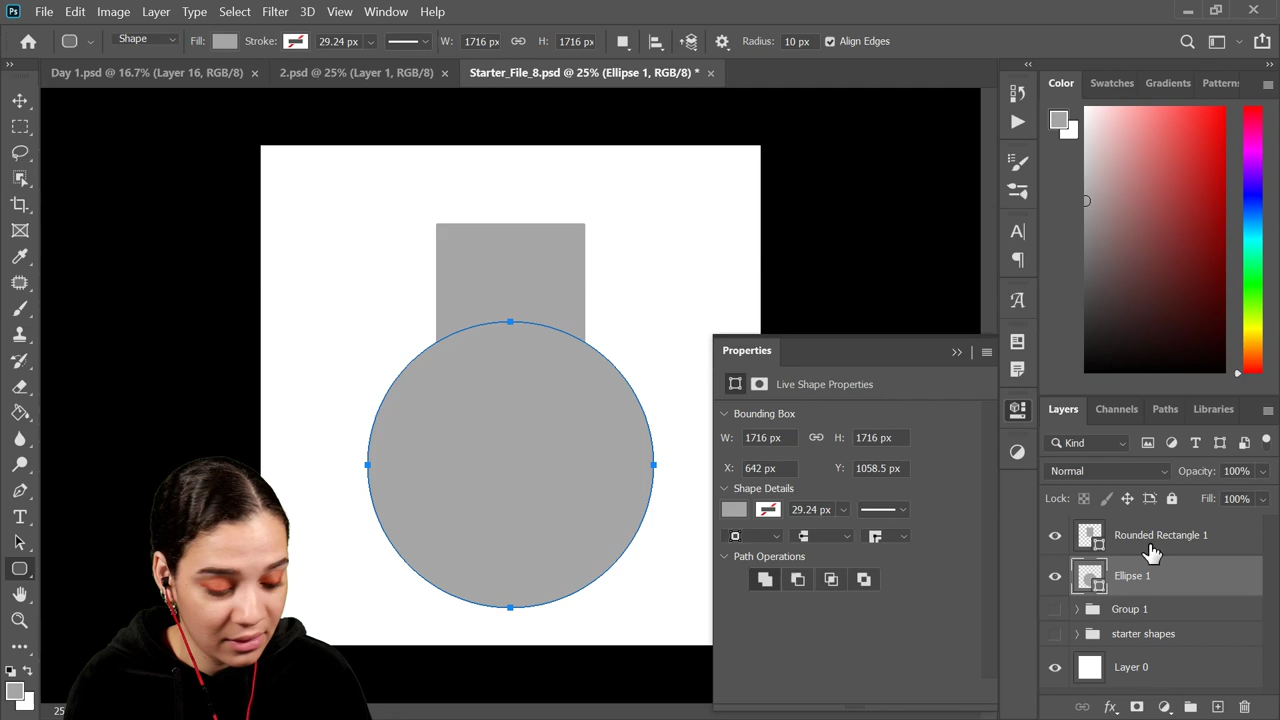 Ps File Edit Image Layer Type Select Filter 3D View Window Help
Shape Fill: Stroke: 29.24 px W: 1716 px H: 1716 px Radius: 10 px Align Edges
Day 1.psd @ 16.7% (Layer 16, RGB/8) × 2.psd @ 25% (Layer 1, RGB/8) × Starter_File_8.psd @ 25% (Ellipse 1, RGB/8) * ×
Color Swatches Gradients Patterns
Properties
Live Shape Properties
Bounding Box
W: 1716 px H: 1716 px
X: 642 px Y: 1058.5 px
Shape Details
29.24 px
Path Operations
Layers Channels Paths Libraries
Kind
Normal Opacity: 100%
Lock: Fill: 100%
Rounded Rectangle 1
Ellipse 1
Group 1
starter shapes
Layer 0
fx
25